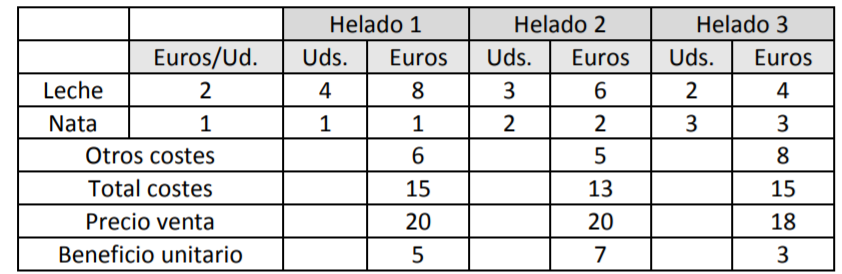 Helado 1 Helado 2 Helado 3
Euros/Ud. Uds. Euros Uds. Euros Uds. Euros
Leche 2 4 8 3 6 2 4
Nata 1 1 1 2 2 3 3
Otros costes 6 5 8
Total costes 15 13 15
Precio venta 20 20 18
Beneficio unitario 5 7 3